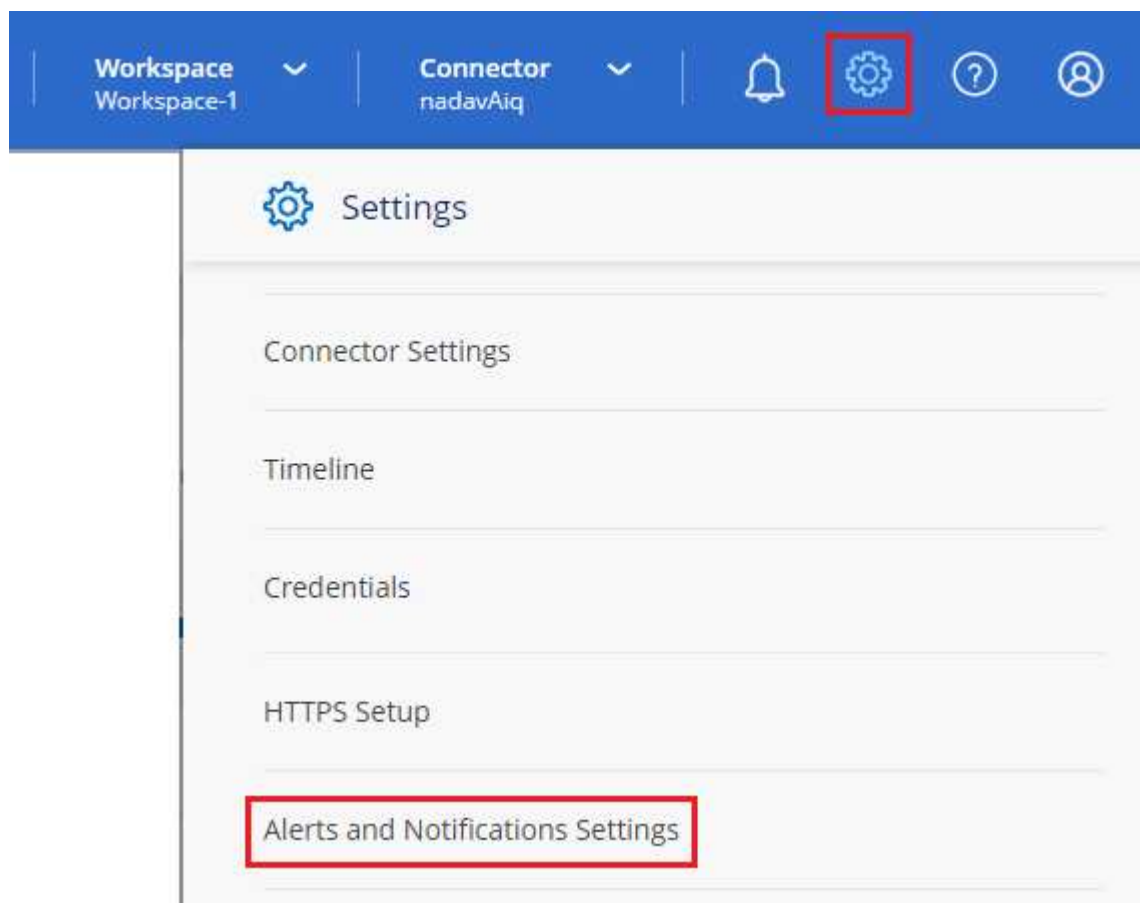 Workspace
Workspace-1
Connector
nadavAiq
Settings
Connector Settings
Timeline
Credentials
HTTPS Setup
Alerts and Notifications Settings